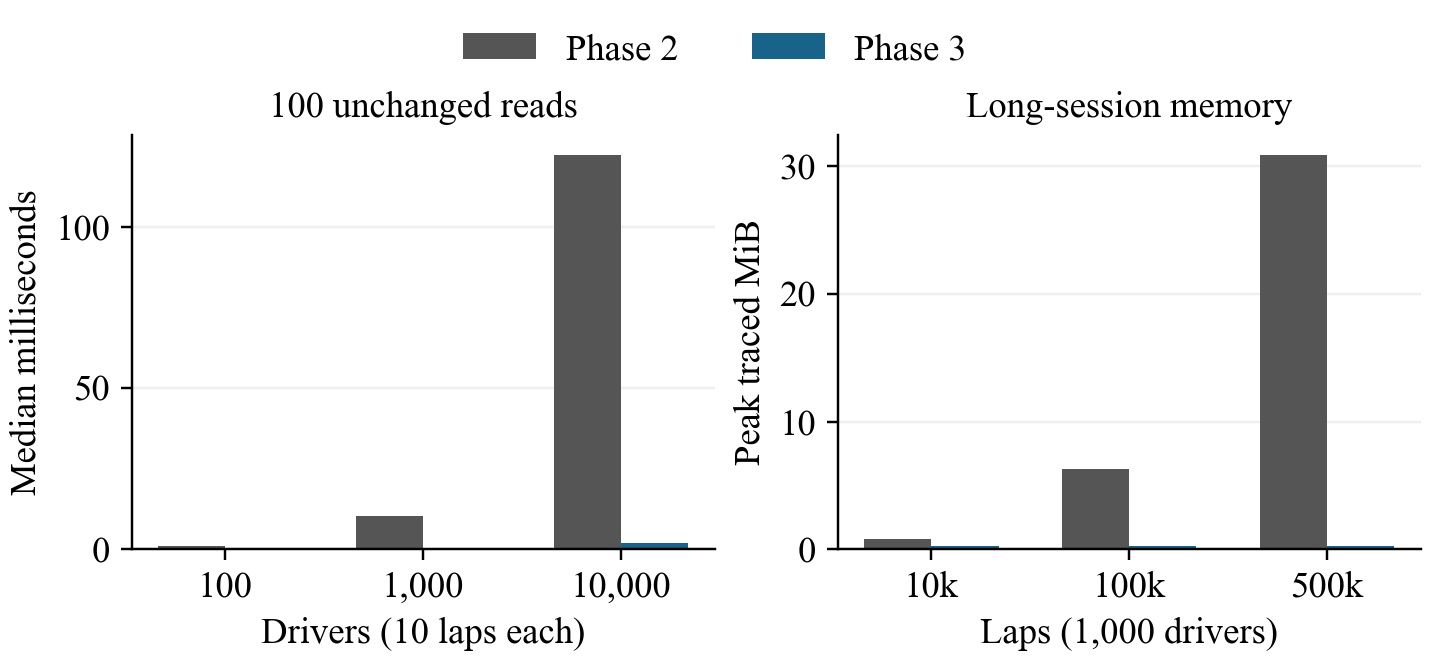 Phase 2
Phase 3
100 unchanged reads
Median milliseconds
100
50
0
100
1,000
10,000
Drivers (10 laps each)
Long-session memory
Peak traced MiB
30
20
10
0
10k
100k
500k
Laps (1,000 drivers)